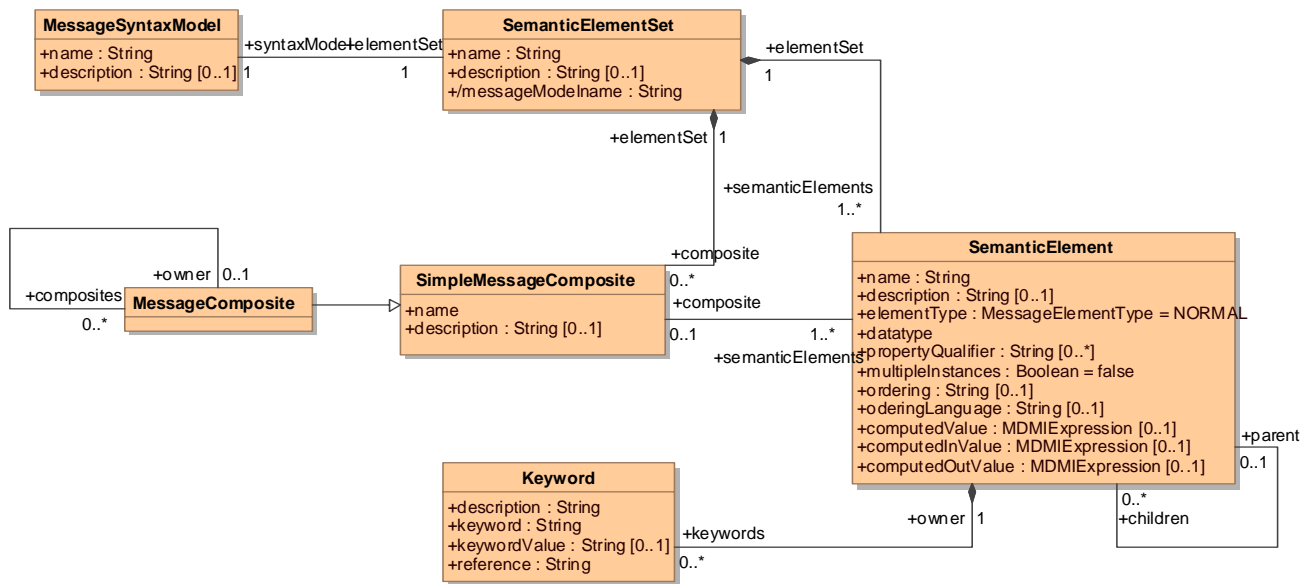 MessageSyntaxModel
+name : String
+description : String [0..1]
+syntaxModel
1
+elementSet
1
SemanticElementSet
+name : String
+description : String [0..1]
+/messageModelname : String
+elementSet
1
+elementSet
1
+semanticElements
1..*
+composite
0..*
+owner
0..1
+composites
0..*
MessageComposite
SimpleMessageComposite
+name
+description : String [0..1]
+composite
0..1
1..*
+semanticElements
SemanticElement
+name : String
+description : String [0..1]
+elementType : MessageElementType = NORMAL
+datatype
+propertyQualifier : String [0..*]
+multipleInstances : Boolean = false
+ordering : String [0..1]
+oderingLanguage : String [0..1]
+computedValue : MDMIExpression [0..1]
+computedInValue : MDMIExpression [0..1]
+computedOutValue : MDMIExpression [0..1]
+parent
0..1
0..*
+children
+owner
1
+keywords
0..*
Keyword
+description : String
+keyword : String
+keywordValue : String [0..1]
+reference : String